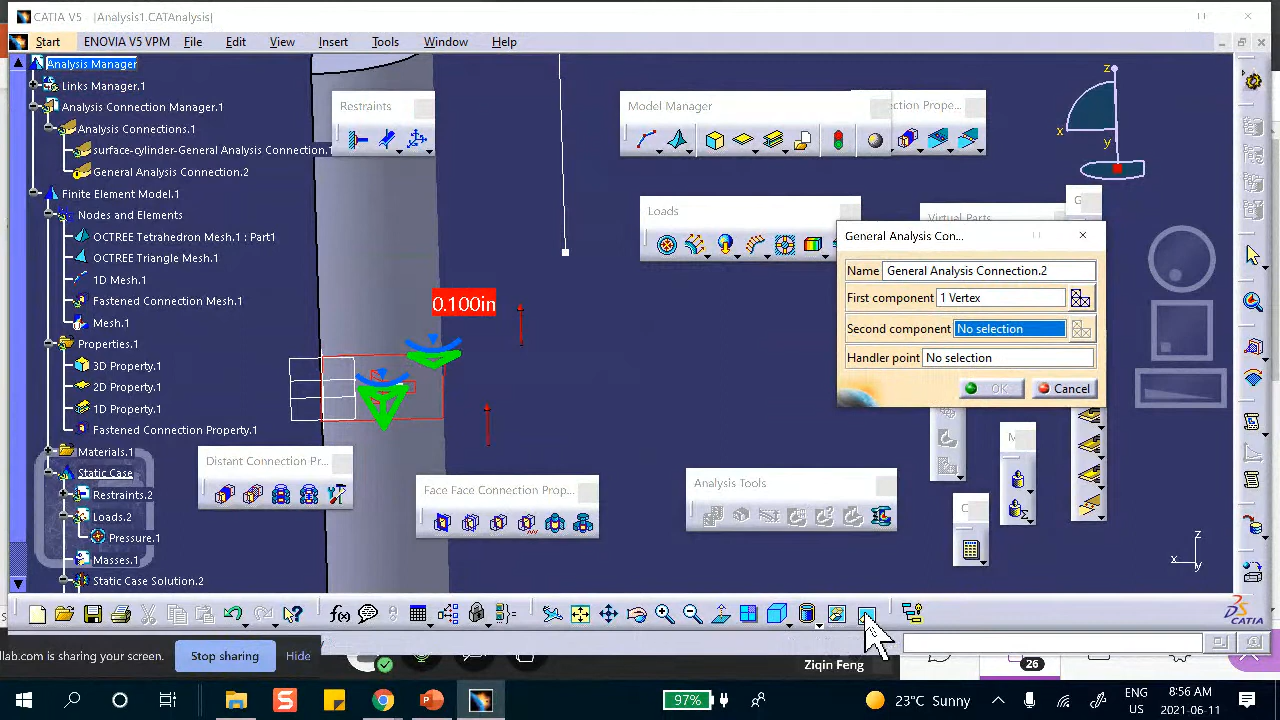 CATIA V5 [Analysis1.CATAnalysis]
Start ENOVIA V5 VPM File Edit View Insert Tools Window Help
Analysis Manager
Links Manager.1
Analysis Connection Manager.1
Analysis Connections.1
surface-cylinder-General Analysis Connection.1
General Analysis Connection.2
Finite Element Model.1
Nodes and Elements
OCTREE Tetrahedron Mesh.1 : Part1
OCTREE Triangle Mesh.1
1D Mesh.1
Fastened Connection Mesh.1
Mesh.1
Properties.1
3D Property.1
2D Property.1
1D Property.1
Fastened Connection Property.1
Materials.1
Static Case
Restraints.2
Loads.2
Pressure.1
Masses.1
Static Case Solution.2
Restraints
Model Manager
ction Prope...
z
x
y
Loads
Virtual Parts
G
General Analysis Con...
Name General Analysis Connection.2
First component 1 Vertex
Second component No selection
Handler point No selection
OK Cancel
0.100in
Distant Connection Pr...
Face Face Connection Prop...
Analysis Tools
M
C
z
x
y
f(x)
DS CATIA
llab.com is sharing your screen. Stop sharing Hide
Ziqin Feng
26
97%
23°C Sunny
ENG
US
8:56 AM
2021-06-11